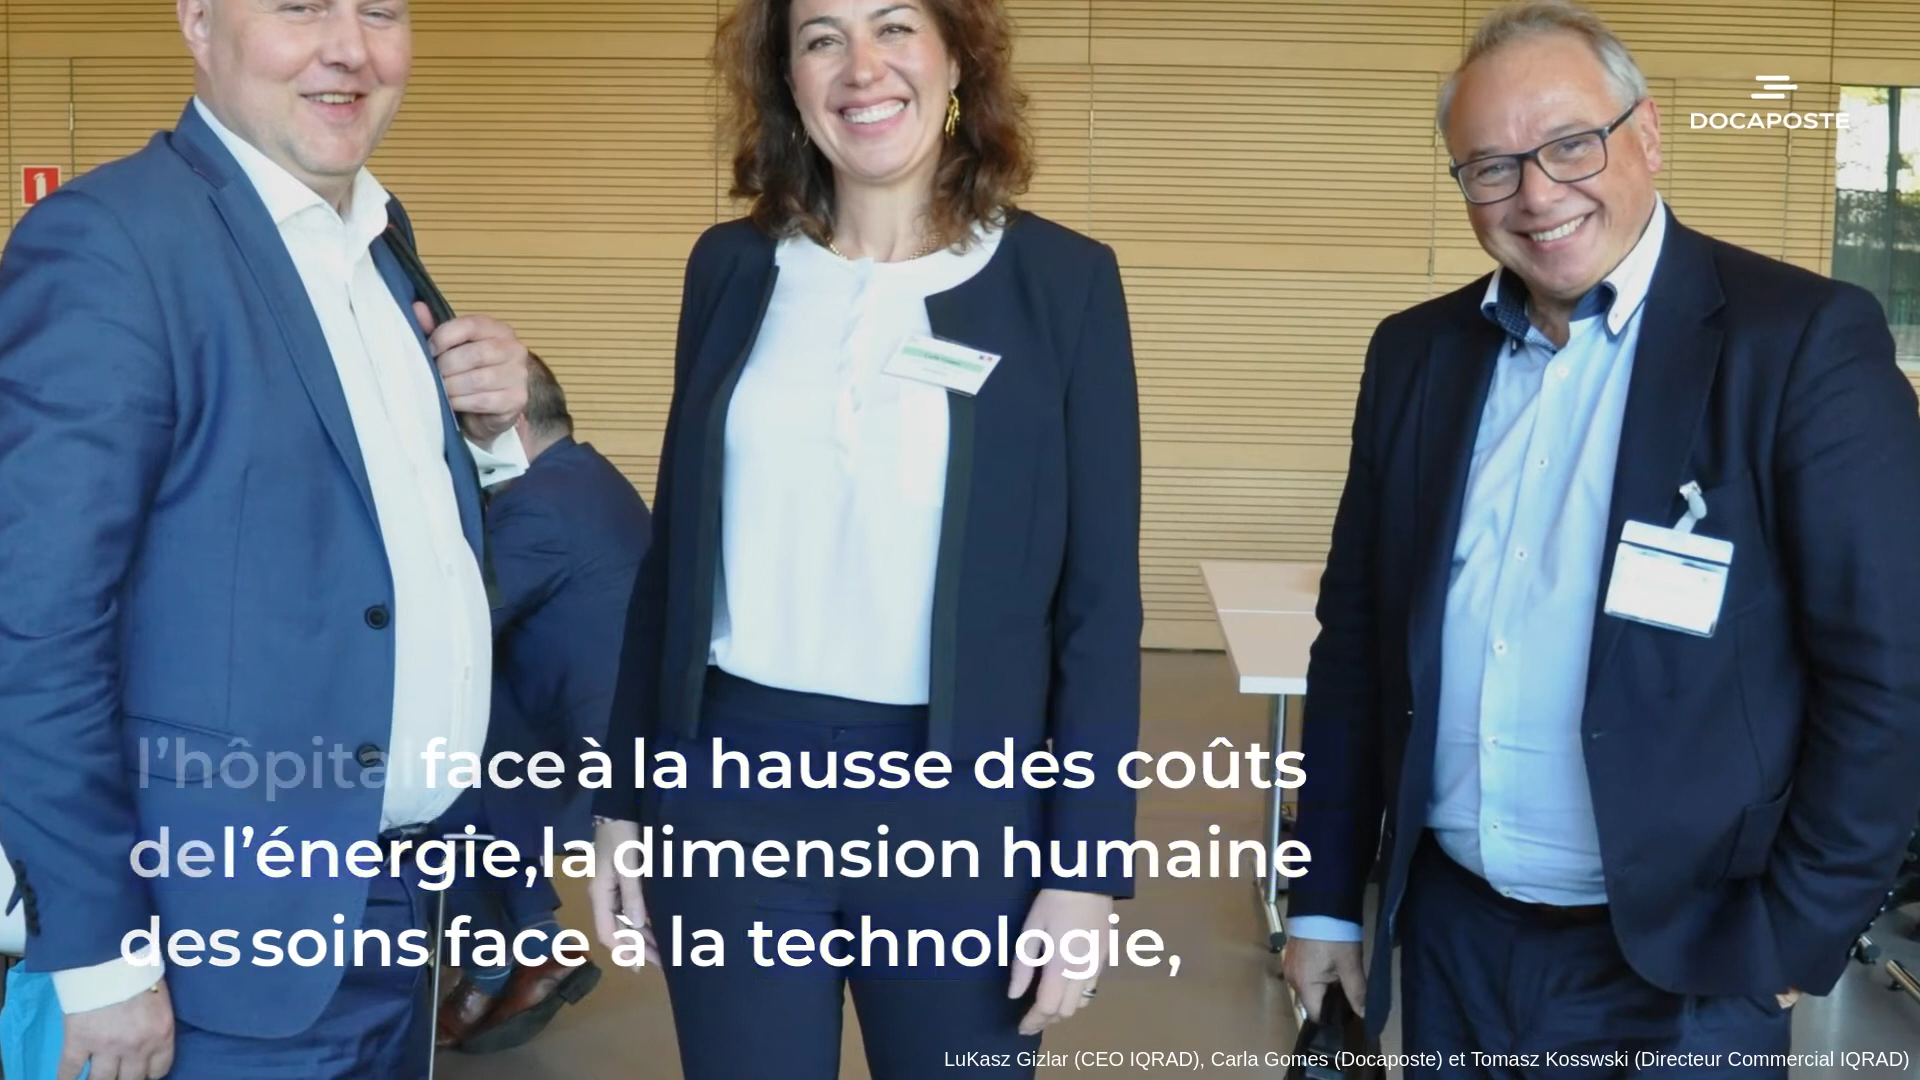 DOCAPOSTE
l’hôpital face à la hausse des coûts
de l’énergie, la dimension humaine
des soins face à la technologie,
LuKasz Gizlar (CEO IQRAD), Carla Gomes (Docaposte) et Tomasz Kosswski (Directeur Commercial IQRAD)